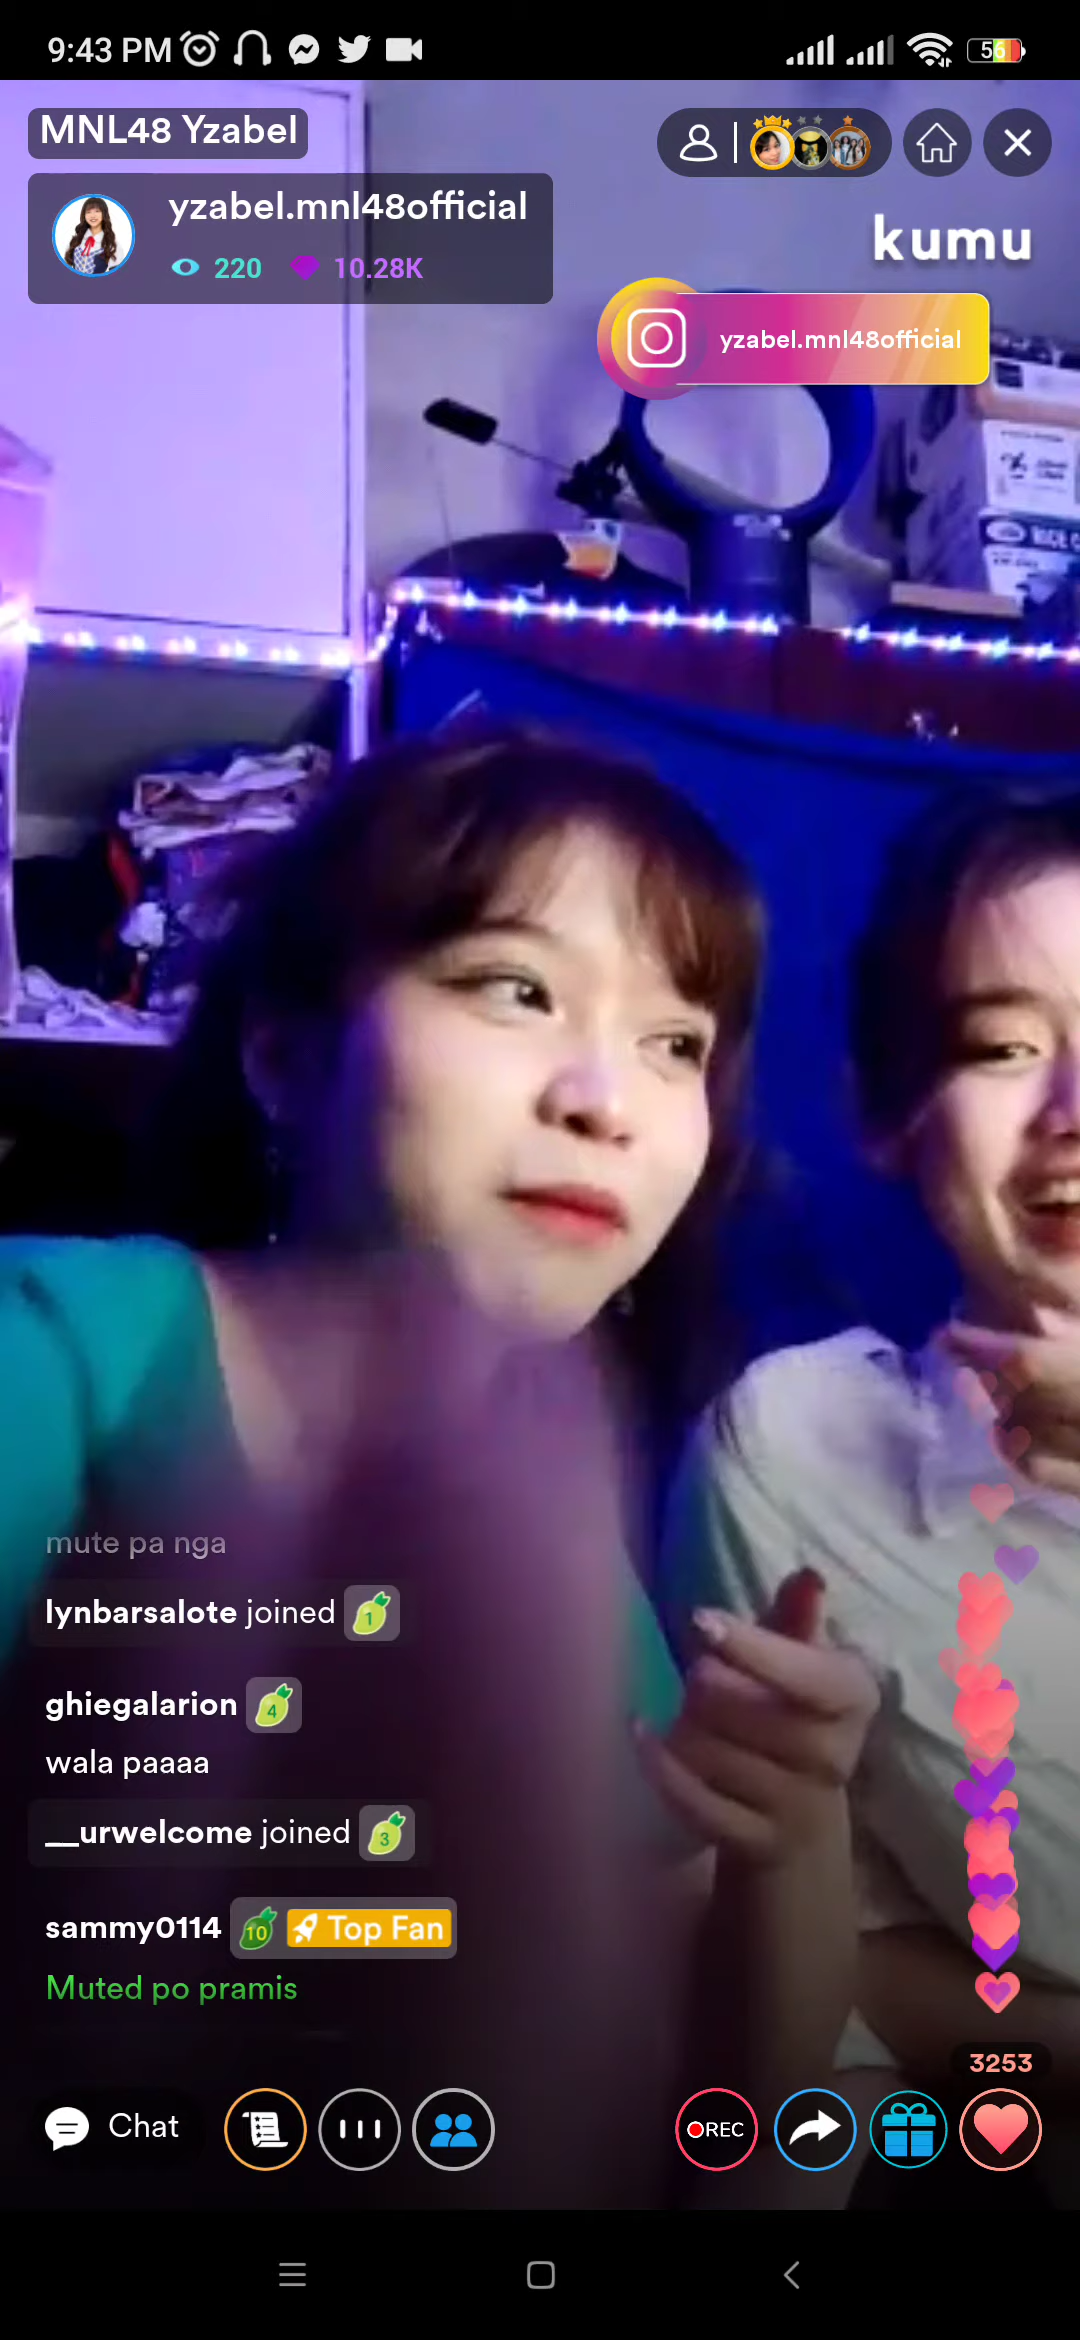 9:43 PM
56
MNL48 Yzabel
yzabel.mnl48official
220 10.28K
kumu
yzabel.mnl48official
mute pa nga
lynbarsalote joined 1
ghiegalarion 4
wala paaaa
__urwelcome joined 3
sammy0114 10 Top Fan
Muted po pramis
3253
Chat
REC